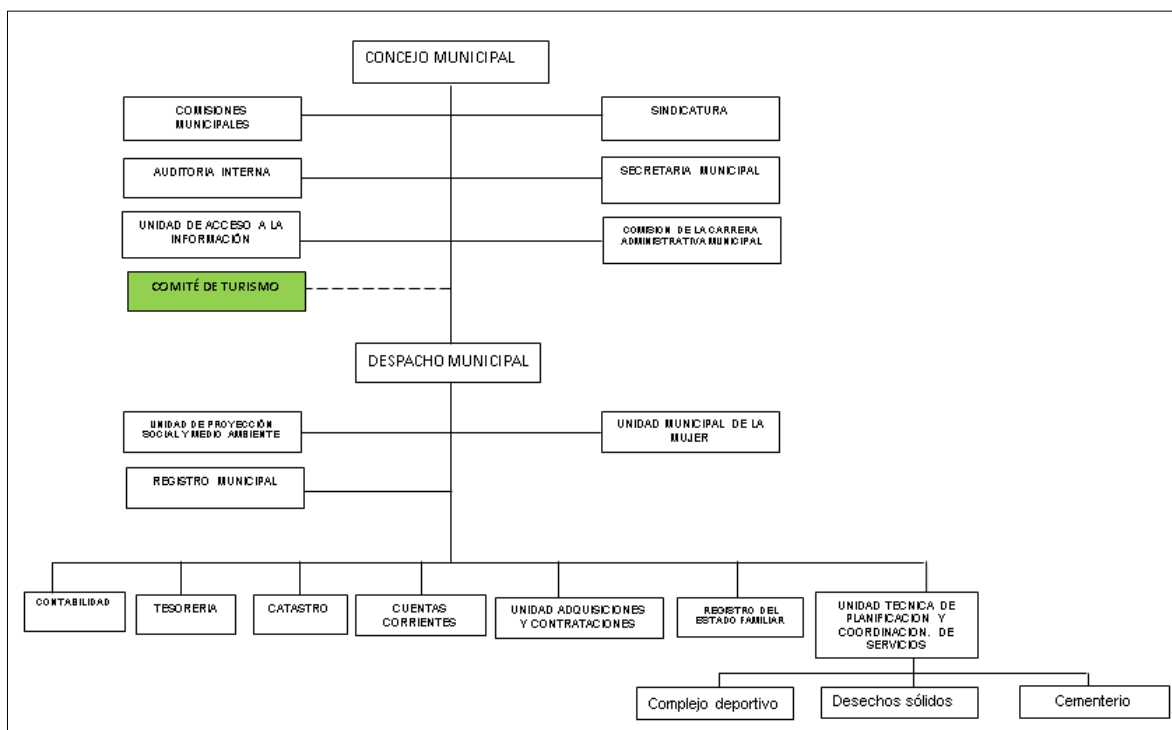 CONCEJO MUNICIPAL
COMISIONES
MUNICIPALES
SINDICATURA
AUDITORIA INTERNA
SECRETARIA MUNICIPAL
UNIDAD DE ACCESO A LA
INFORMACIÓN
COMISION DE LA CARRERA
ADMINISTRATIVA MUNICIPAL
COMITÉ DE TURISMO
DESPACHO MUNICIPAL
UNIDAD DE PROYECCIÓN
SOCIAL Y MEDIO AMBIENTE
UNIDAD MUNICIPAL DE LA
MUJER
REGISTRO MUNICIPAL
CONTABILIDAD
TESORERIA
CATASTRO
CUENTAS
CORRIENTES
UNIDAD ADQUISICIONES
Y CONTRATACIONES
REGISTRO DEL
ESTADO FAMILIAR
UNIDAD TECNICA DE
PLANIFICACION Y
COORDINACION. DE
SERVICIOS
Complejo deportivo
Desechos sólidos
Cementerio